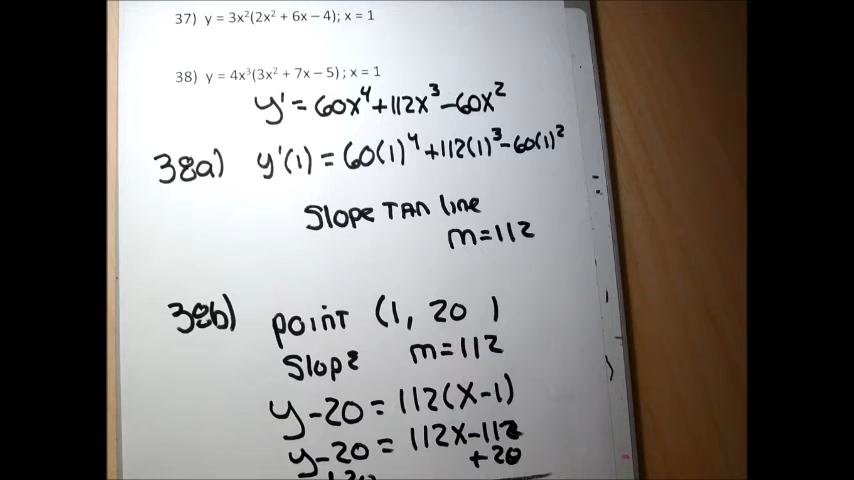 37) y = 3x²(2x² + 6x – 4); x = 1
38) y = 4x³(3x² + 7x – 5) ; x = 1
y' = 60x⁴ + 112x³ - 60x²
38a) y'(1) = 60(1)⁴ + 112(1)³ - 60(1)²
Slope TAN line
m = 112
38b) point (1, 20 )
Slope m = 112
y - 20 = 112(x - 1)
y - 20 = 112x - 112
+ 20
+20